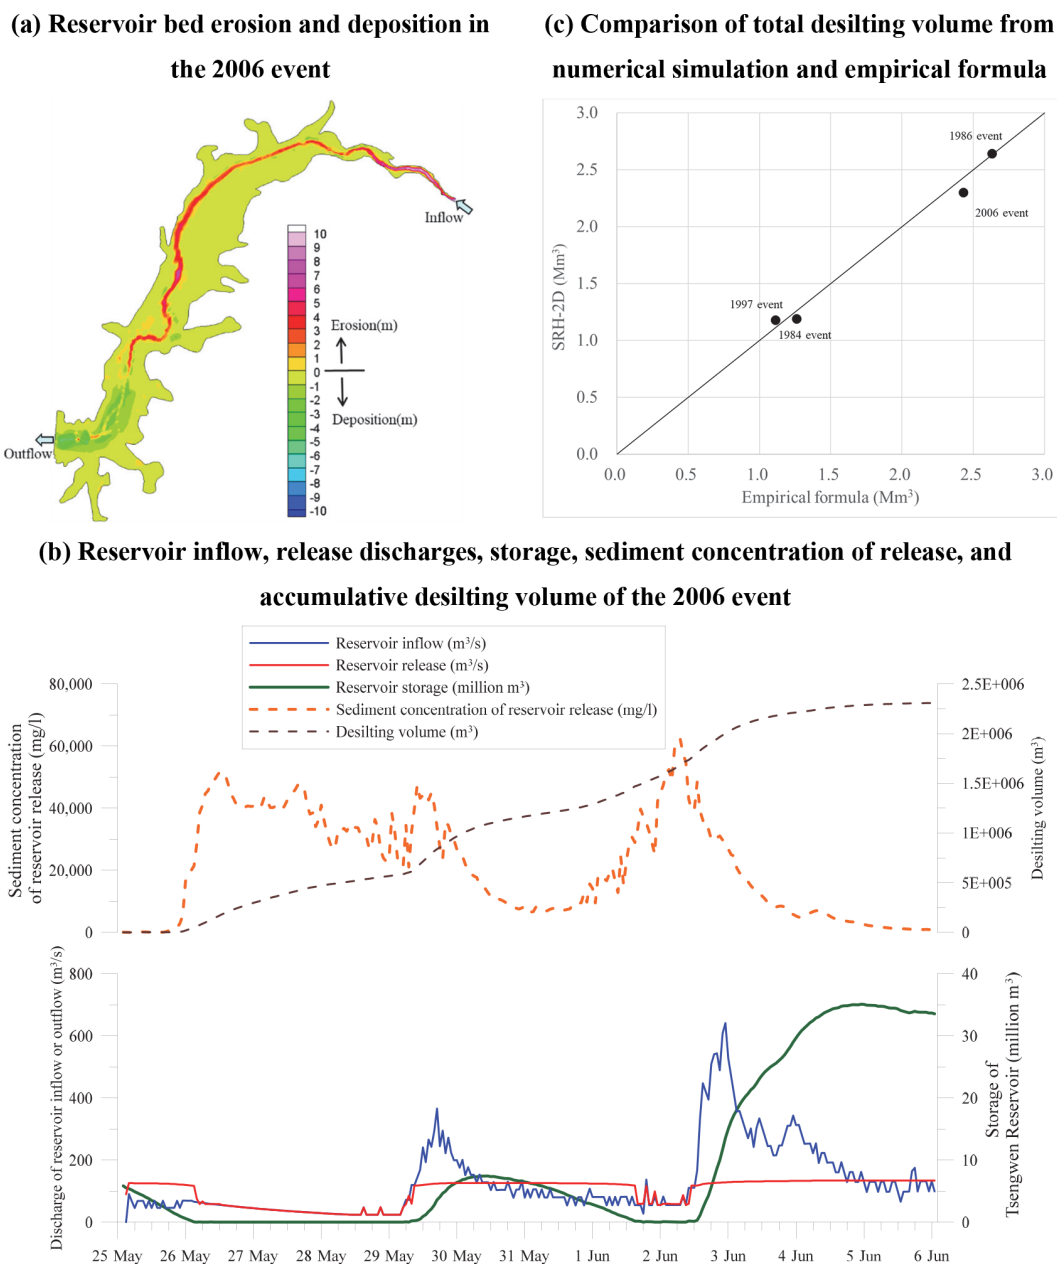 (a) Reservoir bed erosion and deposition in
the 2006 event
Inflow
10
9
8
7
6
5
4
3
2
1
0
-1
-2
-3
-4
-5
-6
-7
-8
-9
-10
Erosion(m)
Deposition(m)
Outflow
(c) Comparison of total desilting volume from
numerical simulation and empirical formula
3.0
2.5
2.0
1.5
1.0
0.5
0.0
SRH-2D (Mm³)
1986 event
2006 event
1997 event
1984 event
0.0 0.5 1.0 1.5 2.0 2.5 3.0
Empirical formula (Mm³)
(b) Reservoir inflow, release discharges, storage, sediment concentration of release, and
accumulative desilting volume of the 2006 event
Reservoir inflow (m³/s)
Reservoir release (m³/s)
Reservoir storage (million m³)
Sediment concentration of reservoir release (mg/l)
Desilting volume (m³)
Sediment concentration
of reservoir release (mg/l)
80,000
60,000
40,000
20,000
0
2.5E+006
2E+006
1.5E+006
1E+006
5E+005
0
Desilting volume (m³)
Discharge of reservoir inflow or outflow (m³/s)
800
600
400
200
0
40
30
20
10
0
Storage of
Tsengwen Reservoir (million m³)
25 May 26 May 27 May 28 May 29 May 30 May 31 May 1 Jun 2 Jun 3 Jun 4 Jun 5 Jun 6 Jun